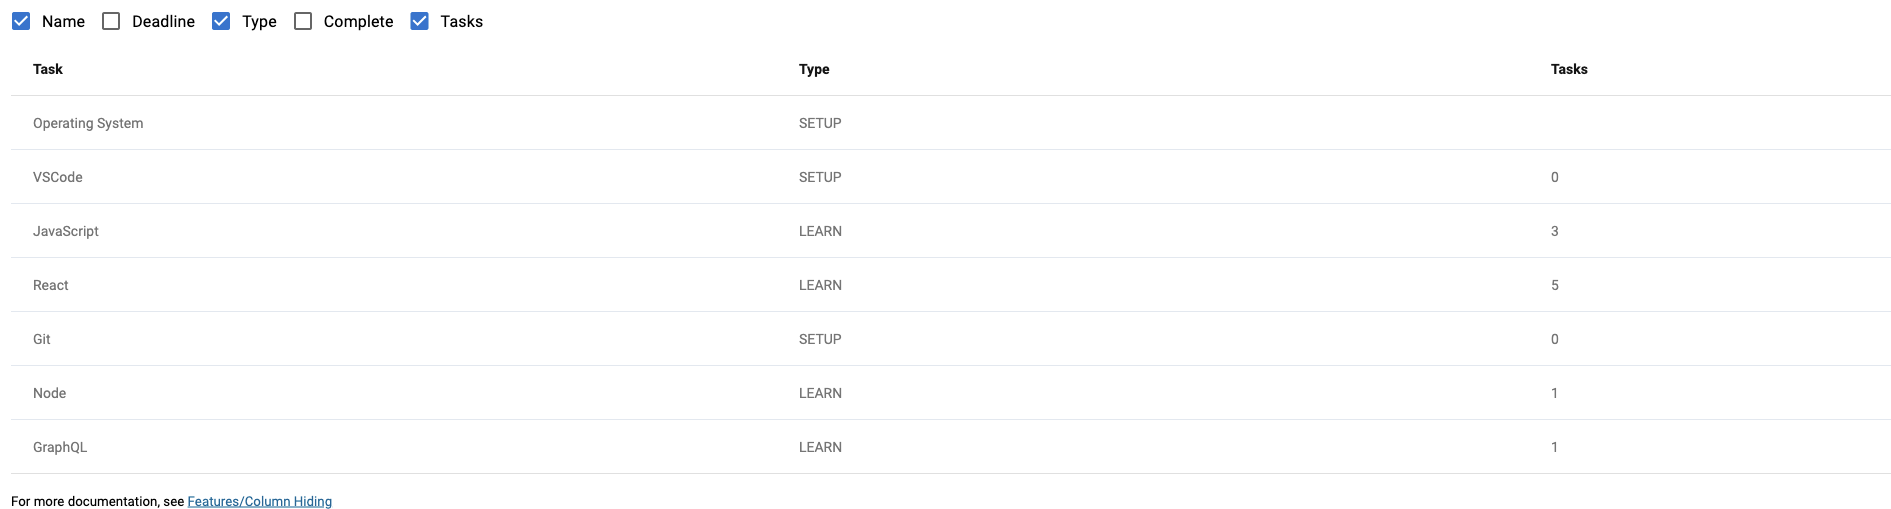 Name Deadline Type Complete Tasks
Task Type Tasks
Operating System SETUP
VSCode SETUP 0
JavaScript LEARN 3
React LEARN 5
Git SETUP 0
Node LEARN 1
GraphQL LEARN 1
For more documentation, see Features/Column Hiding